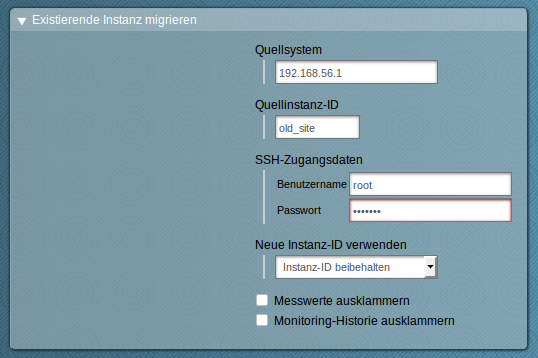 Existierende Instanz migrieren
Quellsystem
192.168.56.1
Quellinstanz-ID
old_site
SSH-Zugangsdaten
Benutzername root
Passwort •••••••
Neue Instanz-ID verwenden
Instanz-ID beibehalten
Messwerte ausklammern
Monitoring-Historie ausklammern